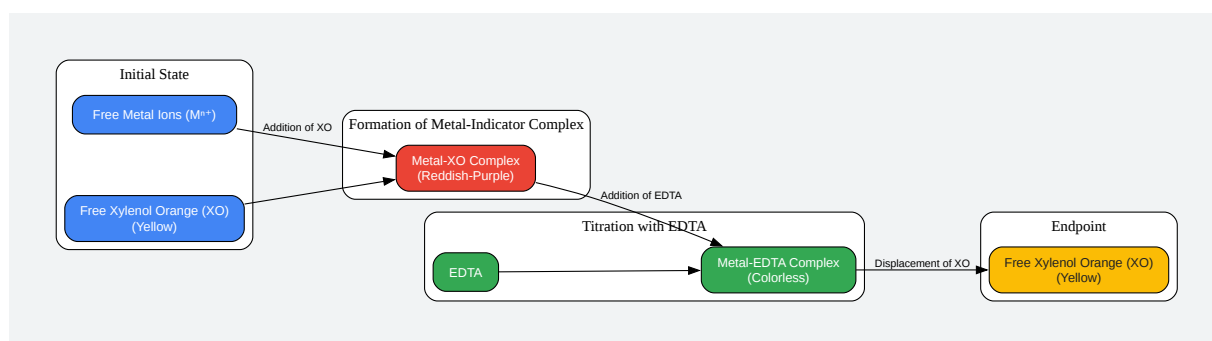 Initial State
Free Metal Ions (Mⁿ⁺)
Addition of XO
Free Xylenol Orange (XO)
(Yellow)
Formation of Metal-Indicator Complex
Metal-XO Complex
(Reddish-Purple)
Addition of EDTA
Titration with EDTA
EDTA
Metal-EDTA Complex
(Colorless)
Displacement of XO
Endpoint
Free Xylenol Orange (XO)
(Yellow)